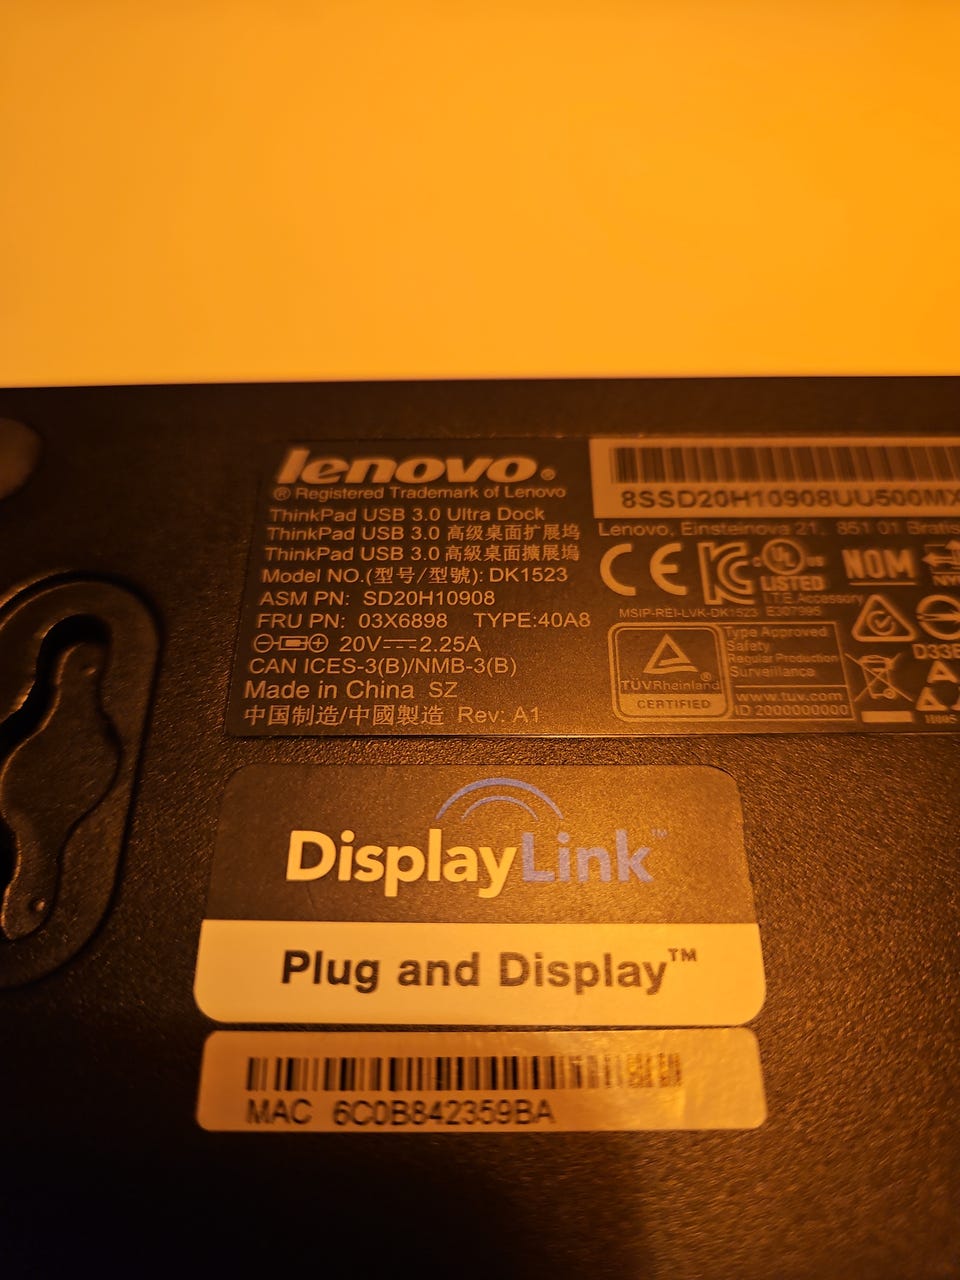 lenovo®
® Registered Trademark of Lenovo
ThinkPad USB 3.0 Ultra Dock
ThinkPad USB 3.0 高级桌面扩展坞
ThinkPad USB 3.0 高級桌面擴展塢
Model NO.(型号/型號): DK1523
ASM PN: SD20H10908
FRU PN: 03X6898 TYPE:40A8
20V⎓2.25A
CAN ICES-3(B)/NMB-3(B)
Made in China SZ
中国制造/中國製造 Rev: A1
8SSD20H10908UU500MX
Lenovo, Einsteinova 21, 851 01
CE
UL
LISTED
I.T.E. Accessory
E307995
NOM
MSIP-REI-LVK-DK1523
TÜVRheinland®
CERTIFIED
Type Approved
Safety
Regular Production
Surveillance
www.tuv.com
ID 2000000000
DisplayLink™
Plug and Display™
MAC 6C0B842359BA